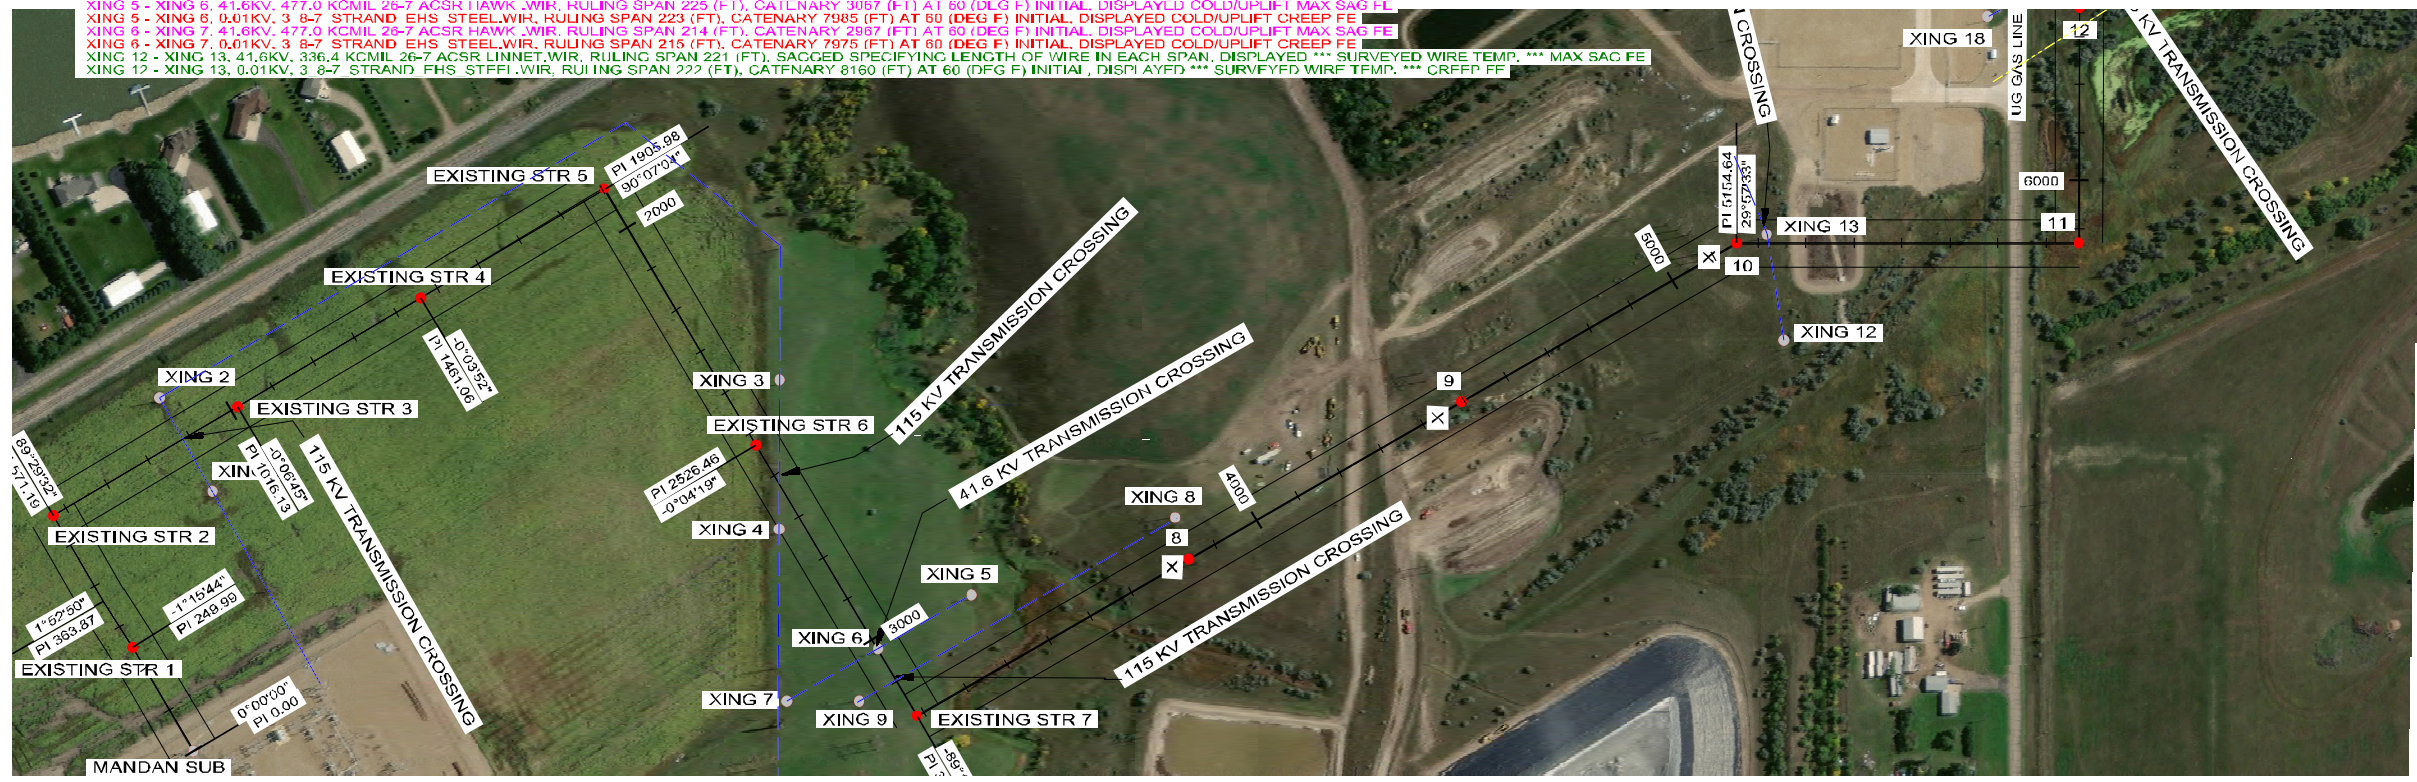 XING 5 - XING 6, 41.6KV, 477.0 KCMIL 26-7 ACSR HAWK .WIR, RULING SPAN 225 (FT), CATENARY 3067 (FT) AT 60 (DEG F) INITIAL, DISPLAYED COLD/UPLIFT MAX SAG FE
XING 5 - XING 6, 0.01KV, 3_8-7_STRAND_EHS_STEEL.WIR, RULING SPAN 223 (FT), CATENARY 7985 (FT) AT 60 (DEG F) INITIAL, DISPLAYED COLD/UPLIFT CREEP FE
XING 6 - XING 7, 41.6KV, 477.0 KCMIL 26-7 ACSR HAWK .WIR, RULING SPAN 214 (FT), CATENARY 2967 (FT) AT 60 (DEG F) INITIAL, DISPLAYED COLD/UPLIFT MAX SAG FE
XING 6 - XING 7, 0.01KV, 3_8-7_STRAND_EHS_STEEL.WIR, RULING SPAN 215 (FT), CATENARY 7975 (FT) AT 60 (DEG F) INITIAL, DISPLAYED COLD/UPLIFT CREEP FE
XING 12 - XING 13, 41.6KV, 336.4 KCMIL 26-7 ACSR LINNET.WIR, RULING SPAN 221 (FT), SAGGED SPECIFYING LENGTH OF WIRE IN EACH SPAN, DISPLAYED *** SURVEYED WIRE TEMP. *** MAX SAG FE
XING 12 - XING 13, 0.01KV, 3_8-7_STRAND_EHS_STEEL.WIR, RULING SPAN 222 (FT), CATENARY 8160 (FT) AT 60 (DEG F) INITIAL, DISPLAYED *** SURVEYED WIRE TEMP. *** CREEP FE
XING 18
12
UG GAS LINE
KV TRANSMISSION CROSSING
CROSSING
EXISTING STR 5
PI 1905.98
90°07'04"
2000
PI 5154.64
29°52'33"
6000
11
XING 13
5000
X
10
EXISTING STR 4
-0°03'52"
PI 1461.06
115 KV TRANSMISSION CROSSING
41.6 KV TRANSMISSION CROSSING
XING 12
XING 2
XING 3
9
X
EXISTING STR 3
-0°06'45"
PI 1016.13
115 KV TRANSMISSION CROSSING
EXISTING STR 6
PI 2526.46
-0°04'19"
89°29'32"
571.19
XING 4
XING 8
4000
8
X
EXISTING STR 2
XING 5
115 KV TRANSMISSION CROSSING
1°52'50"
PI 363.87
-1°15'44"
PI 249.99
XING 6
3000
EXISTING STR 1
XING 7
XING 9
EXISTING STR 7
0°00'00"
PI 0.00
MANDAN SUB